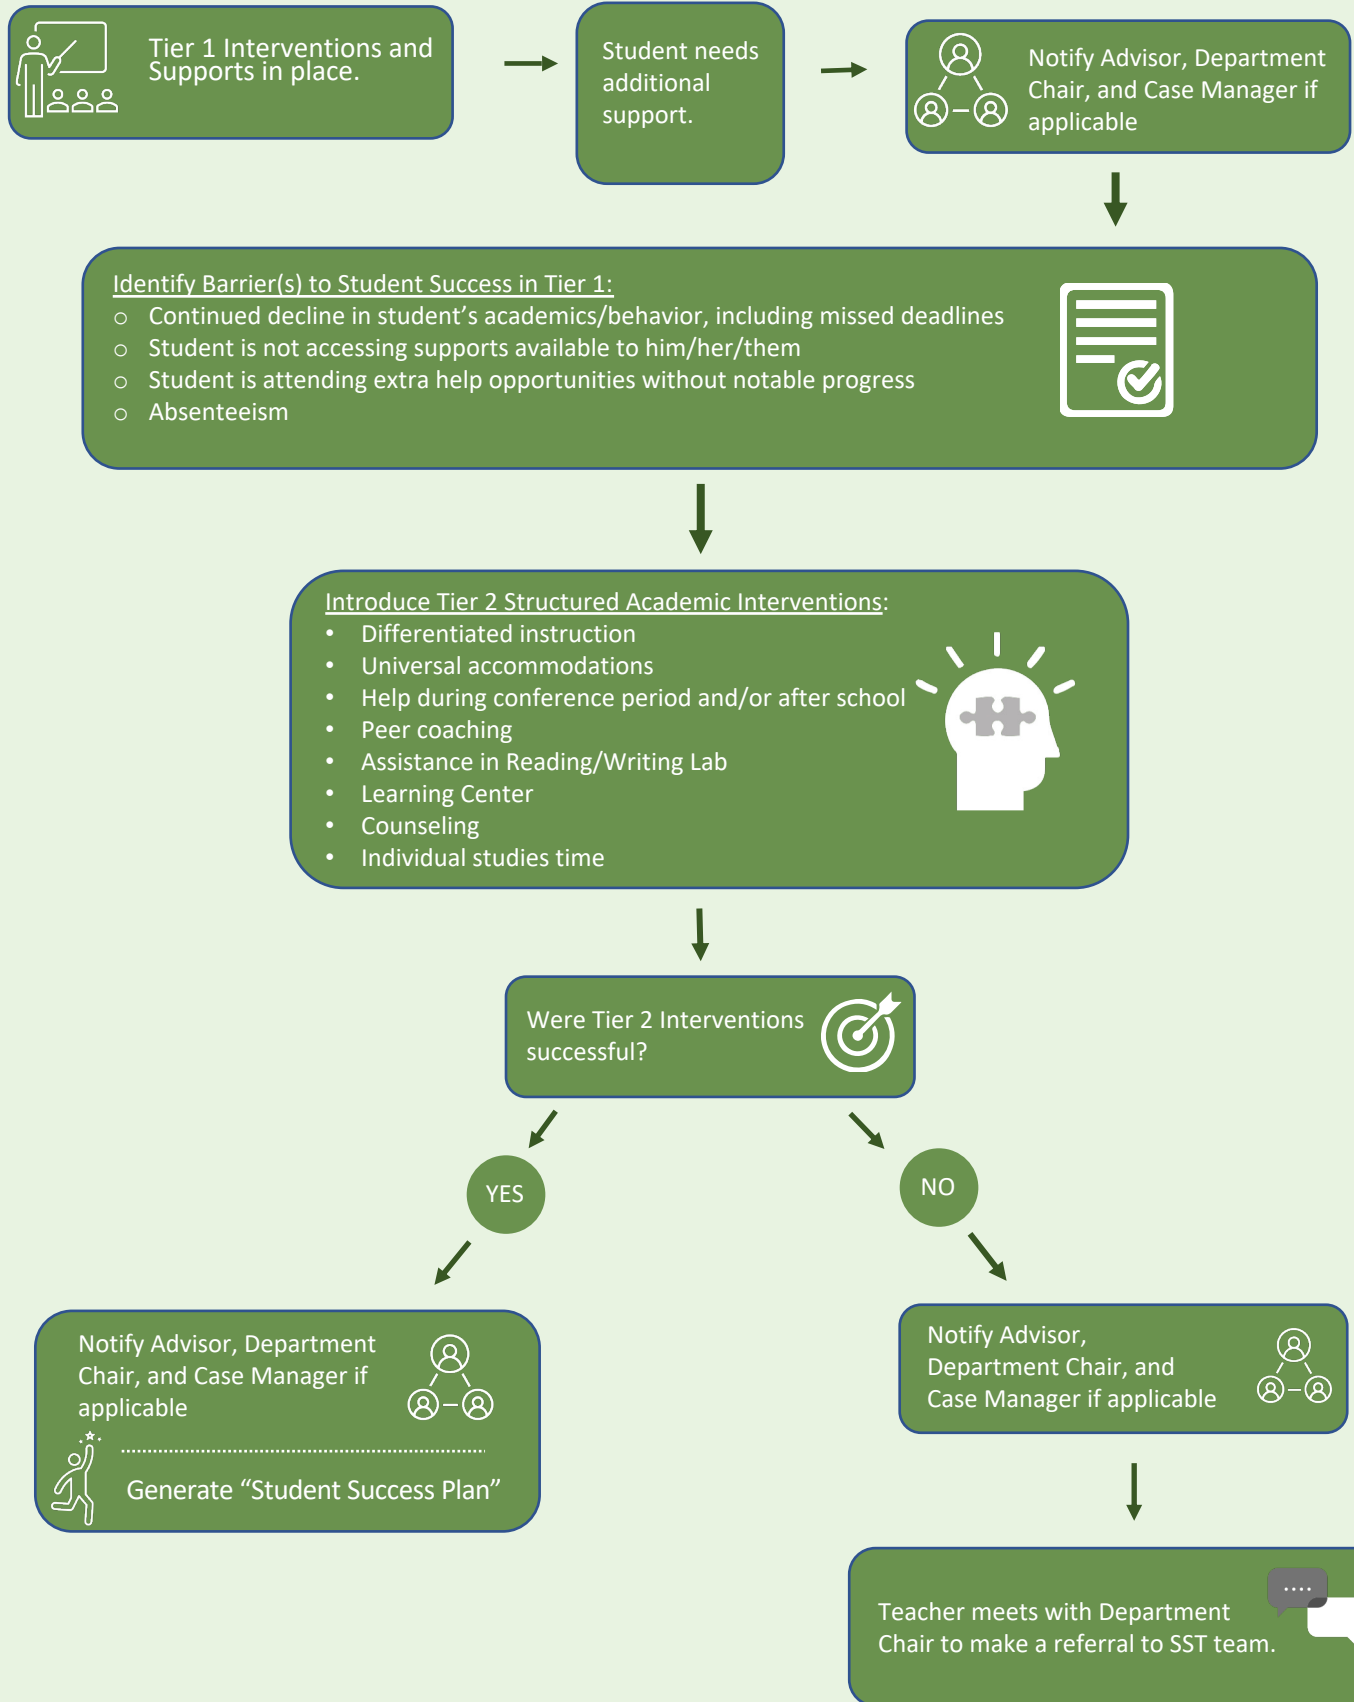 Tier 1 Interventions and
Supports in place.
Student needs
additional
support.
Notify Advisor, Department
Chair, and Case Manager if
applicable
Identify Barrier(s) to Student Success in Tier 1:
○ Continued decline in student’s academics/behavior, including missed deadlines
○ Student is not accessing supports available to him/her/them
○ Student is attending extra help opportunities without notable progress
○ Absenteeism
Introduce Tier 2 Structured Academic Interventions:
• Differentiated instruction
• Universal accommodations
• Help during conference period and/or after school
• Peer coaching
• Assistance in Reading/Writing Lab
• Learning Center
• Counseling
• Individual studies time
Were Tier 2 Interventions
successful?
YES
NO
Notify Advisor, Department
Chair, and Case Manager if
applicable
Generate “Student Success Plan”
Notify Advisor,
Department Chair, and
Case Manager if applicable
Teacher meets with Department
Chair to make a referral to SST team.